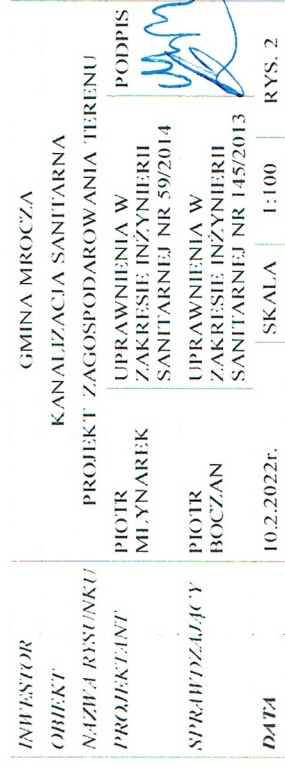 INWESTOR GMINA MROCZA
OBIEKT KANALIZACJA SANITARNA
NAZWA RYSUNKU PROJEKT ZAGOSPODAROWANIA TERENU
PROJEKTANT PIOTR MŁYNAREK UPRAWNIENIA W ZAKRESIE INŻYNIERII SANITARNEJ NR 59/2014 PODPIS
SPRAWDZAJĄCY PIOTR BOCZAN UPRAWNIENIA W ZAKRESIE INŻYNIERII SANITARNEJ NR 145/2013
DATA 10.2.2022r. SKALA 1:100 RYS. 2